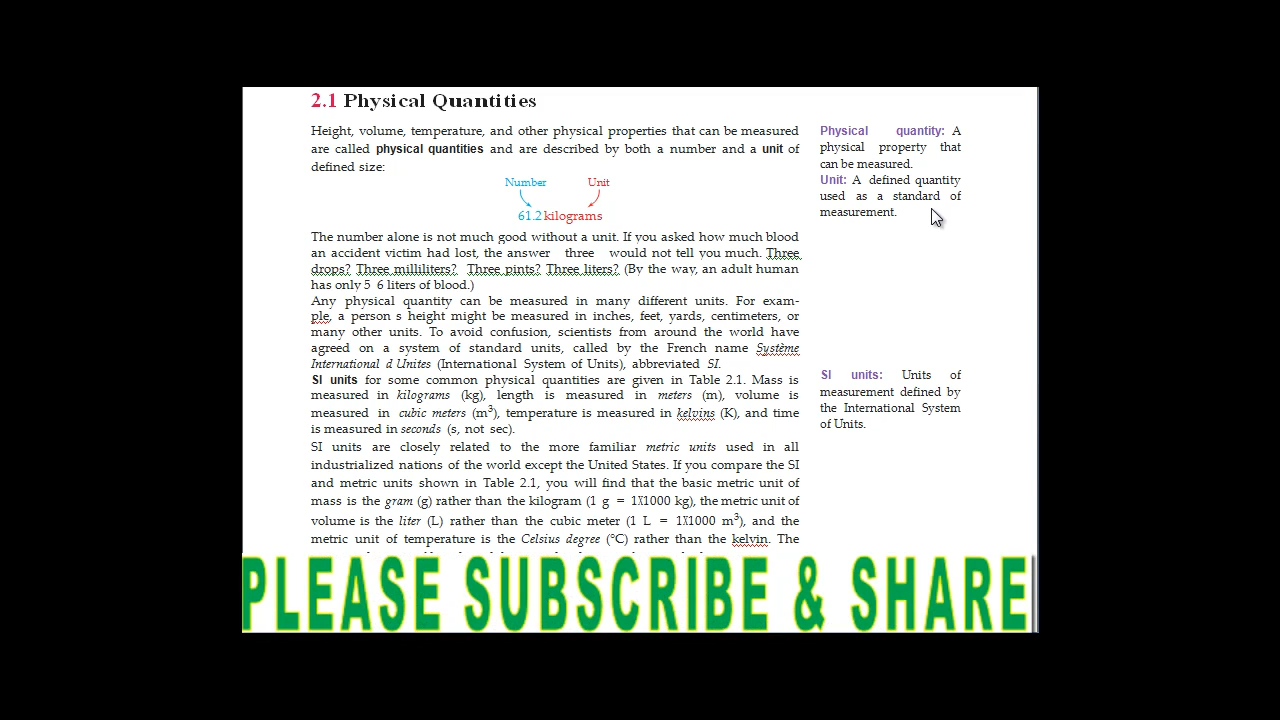 2.1 Physical Quantities
Height, volume, temperature, and other physical properties that can be measured
are called physical quantities and are described by both a number and a unit of
defined size:
Number Unit
61.2 kilograms
The number alone is not much good without a unit. If you asked how much blood
an accident victim had lost, the answer three would not tell you much. Three
drops? Three milliliters? Three pints? Three liters? (By the way, an adult human
has only 5 6 liters of blood.)
Any physical quantity can be measured in many different units. For exam-
ple, a person s height might be measured in inches, feet, yards, centimeters, or
many other units. To avoid confusion, scientists from around the world have
agreed on a system of standard units, called by the French name Système
International d Unites (International System of Units), abbreviated SI.
SI units for some common physical quantities are given in Table 2.1. Mass is
measured in kilograms (kg), length is measured in meters (m), volume is
measured in cubic meters (m³), temperature is measured in kelvins (K), and time
is measured in seconds (s, not sec).
SI units are closely related to the more familiar metric units used in all
industrialized nations of the world except the United States. If you compare the SI
and metric units shown in Table 2.1, you will find that the basic metric unit of
mass is the gram (g) rather than the kilogram (1 g = 1\1000 kg), the metric unit of
volume is the liter (L) rather than the cubic meter (1 L = 1\1000 m³), and the
metric unit of temperature is the Celsius degree (°C) rather than the kelvin. The
Physical quantity: A
physical property that
can be measured.
Unit: A defined quantity
used as a standard of
measurement.
SI units: Units of
measurement defined by
the International System
of Units.
PLEASE SUBSCRIBE & SHARE